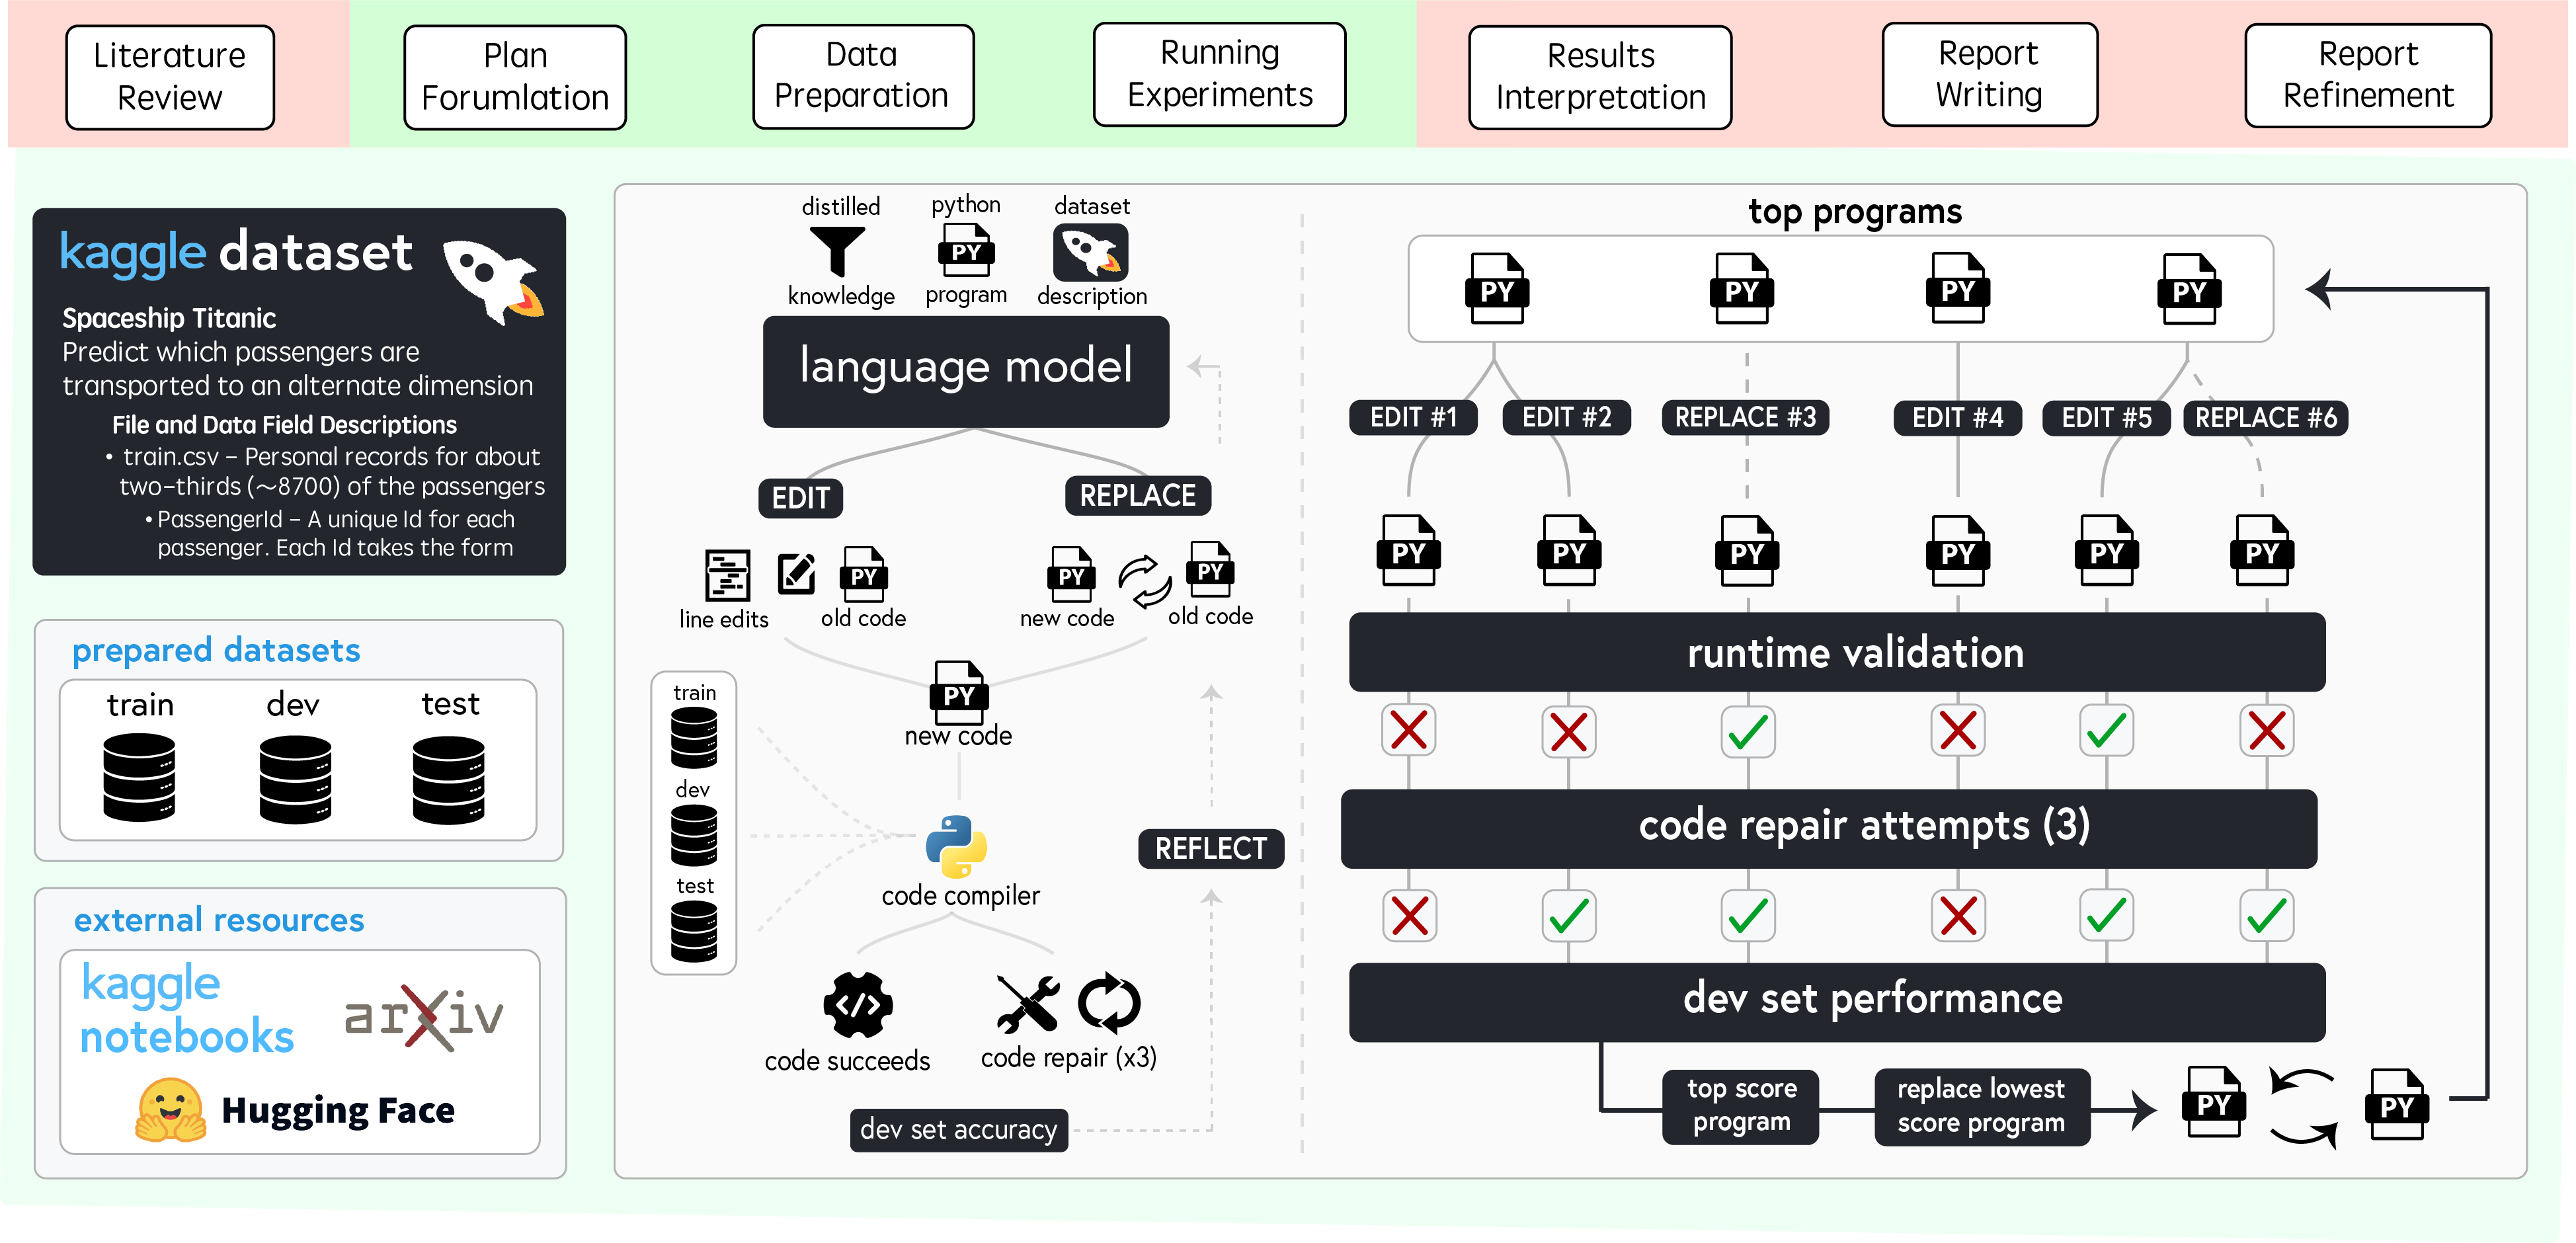 Literature
Review
Plan
Forumlation
Data
Preparation
Running
Experiments
Results
Interpretation
Report
Writing
Report
Refinement
kaggle dataset
Spaceship Titanic
Predict which passengers are
transported to an alternate dimension
File and Data Field Descriptions
• train.csv – Personal records for about
two-thirds (~8700) of the passengers
• PassengerId – A unique Id for each
passenger. Each Id takes the form
prepared datasets
train
dev
test
external resources
kaggle
notebooks
arXiv
Hugging Face
distilled
knowledge
python
PY
program
dataset
description
language model
EDIT
REPLACE
line edits
PY
old code
PY
new code
PY
old code
PY
new code
train
dev
test
code compiler
REFLECT
</>
code succeeds
code repair (x3)
dev set accuracy
top programs
PY
PY
PY
PY
EDIT #1
EDIT #2
REPLACE #3
EDIT #4
EDIT #5
REPLACE #6
PY
PY
PY
PY
PY
PY
runtime validation
code repair attempts (3)
dev set performance
top score
program
replace lowest
score program
PY
PY